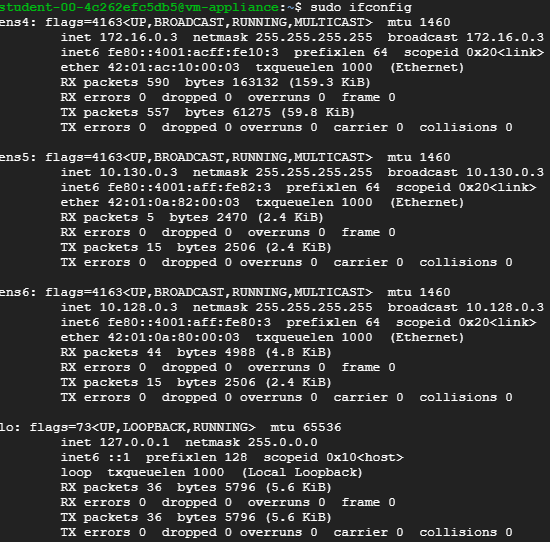 student-00-4c262efc5db5@vm-appliance:~$ sudo ifconfig
ens4: flags=4163<UP,BROADCAST,RUNNING,MULTICAST>  mtu 1460
        inet 172.16.0.3  netmask 255.255.255.255  broadcast 172.16.0.3
        inet6 fe80::4001:acff:fe10:3  prefixlen 64  scopeid 0x20<link>
        ether 42:01:ac:10:00:03  txqueuelen 1000  (Ethernet)
        RX packets 590  bytes 163132 (159.3 KiB)
        RX errors 0  dropped 0  overruns 0  frame 0
        TX packets 557  bytes 61275 (59.8 KiB)
        TX errors 0  dropped 0 overruns 0  carrier 0  collisions 0

ens5: flags=4163<UP,BROADCAST,RUNNING,MULTICAST>  mtu 1460
        inet 10.130.0.3  netmask 255.255.255.255  broadcast 10.130.0.3
        inet6 fe80::4001:aff:fe82:3  prefixlen 64  scopeid 0x20<link>
        ether 42:01:0a:82:00:03  txqueuelen 1000  (Ethernet)
        RX packets 5  bytes 2470 (2.4 KiB)
        RX errors 0  dropped 0  overruns 0  frame 0
        TX packets 15  bytes 2506 (2.4 KiB)
        TX errors 0  dropped 0 overruns 0  carrier 0  collisions 0

ens6: flags=4163<UP,BROADCAST,RUNNING,MULTICAST>  mtu 1460
        inet 10.128.0.3  netmask 255.255.255.255  broadcast 10.128.0.3
        inet6 fe80::4001:aff:fe80:3  prefixlen 64  scopeid 0x20<link>
        ether 42:01:0a:80:00:03  txqueuelen 1000  (Ethernet)
        RX packets 44  bytes 4988 (4.8 KiB)
        RX errors 0  dropped 0  overruns 0  frame 0
        TX packets 15  bytes 2506 (2.4 KiB)
        TX errors 0  dropped 0 overruns 0  carrier 0  collisions 0

lo: flags=73<UP,LOOPBACK,RUNNING>  mtu 65536
        inet 127.0.0.1  netmask 255.0.0.0
        inet6 ::1  prefixlen 128  scopeid 0x10<host>
        loop  txqueuelen 1000  (Local Loopback)
        RX packets 36  bytes 5796 (5.6 KiB)
        RX errors 0  dropped 0  overruns 0  frame 0
        TX packets 36  bytes 5796 (5.6 KiB)
        TX errors 0  dropped 0 overruns 0  carrier 0  collisions 0